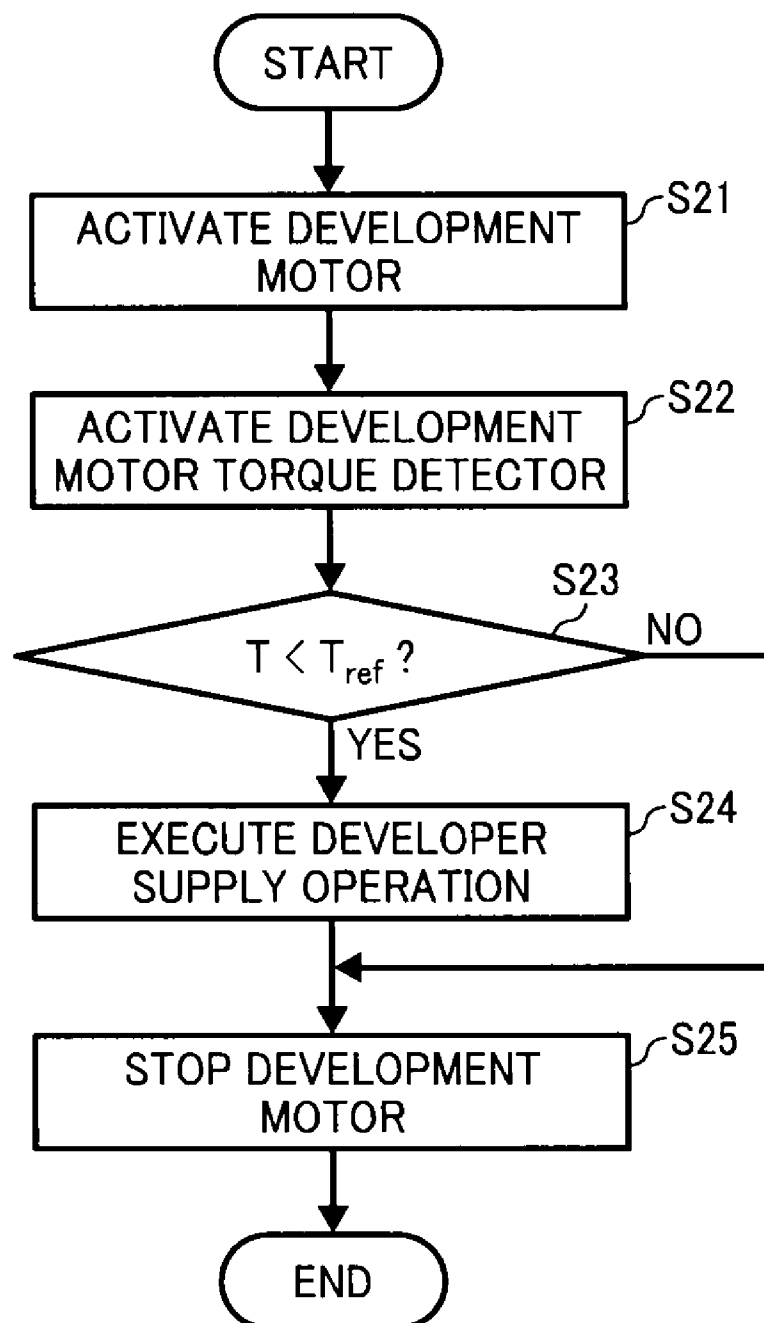 START
S21
ACTIVATE DEVELOPMENT
MOTOR
S22
ACTIVATE DEVELOPMENT
MOTOR TORQUE DETECTOR
S23
T < Tref ?
NO
YES
S24
EXECUTE DEVELOPER
SUPPLY OPERATION
S25
STOP DEVELOPMENT
MOTOR
END